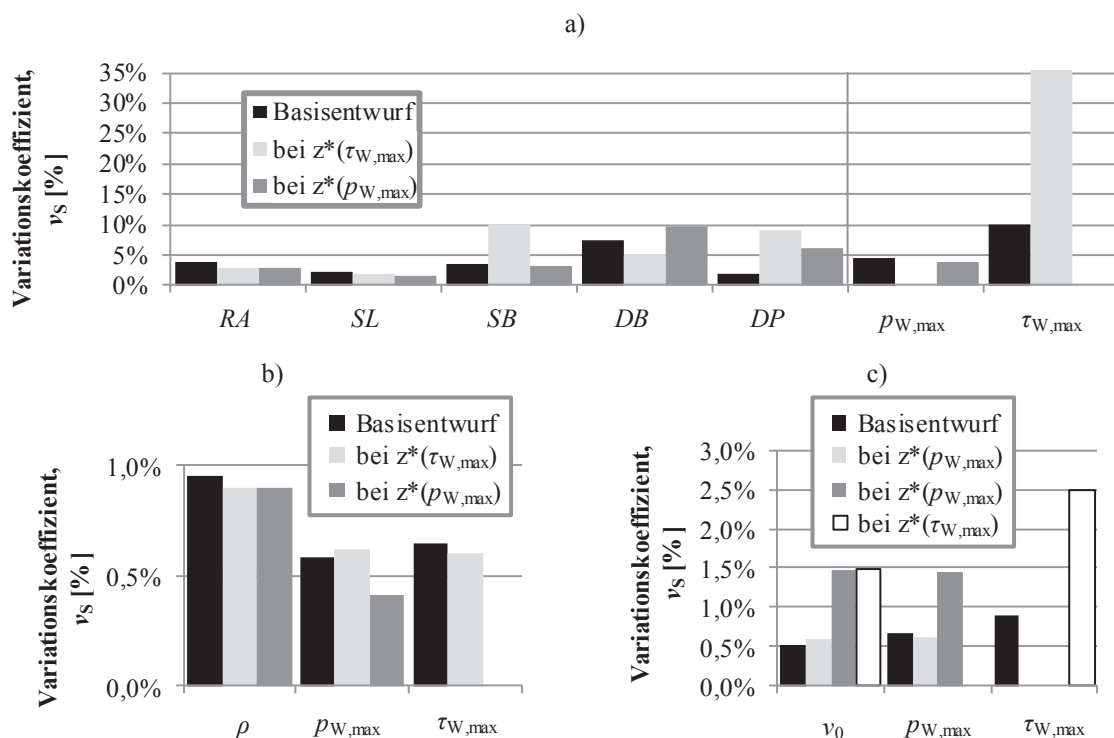 a)
Variationskoeffizient,
vS [%]
35%
30%
25%
20%
15%
10%
5%
0%
Basisentwurf
bei z*(τW,max)
bei z*(pW,max)
RA SL SB DB DP pW,max τW,max
b)
Variationskoeffizient,
vS [%]
1,0%
0,5%
0,0%
Basisentwurf
bei z*(τW,max)
bei z*(pW,max)
ρ pW,max τW,max
c)
Variationskoeffizient,
vS [%]
3,0%
2,5%
2,0%
1,5%
1,0%
0,5%
0,0%
Basisentwurf
bei z*(pW,max)
bei z*(pW,max)
bei z*(τW,max)
v0 pW,max τW,max